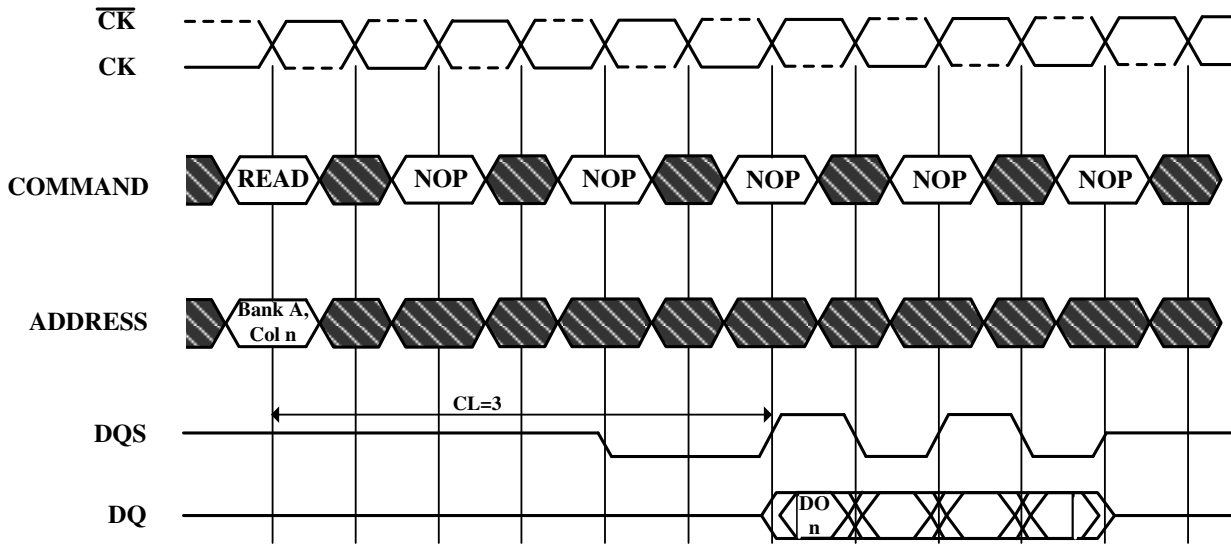 CK
CK
COMMAND
READ NOP NOP NOP NOP NOP
ADDRESS
Bank A,
Col n
CL=3
DQS
DQ
DO
n